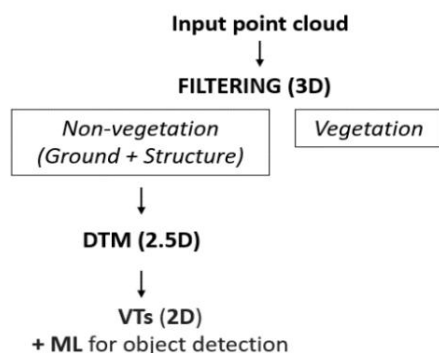 Input point cloud
FILTERING (3D)
Non-vegetation
(Ground + Structure)
Vegetation
DTM (2.5D)
VTs (2D)
+ ML for object detection